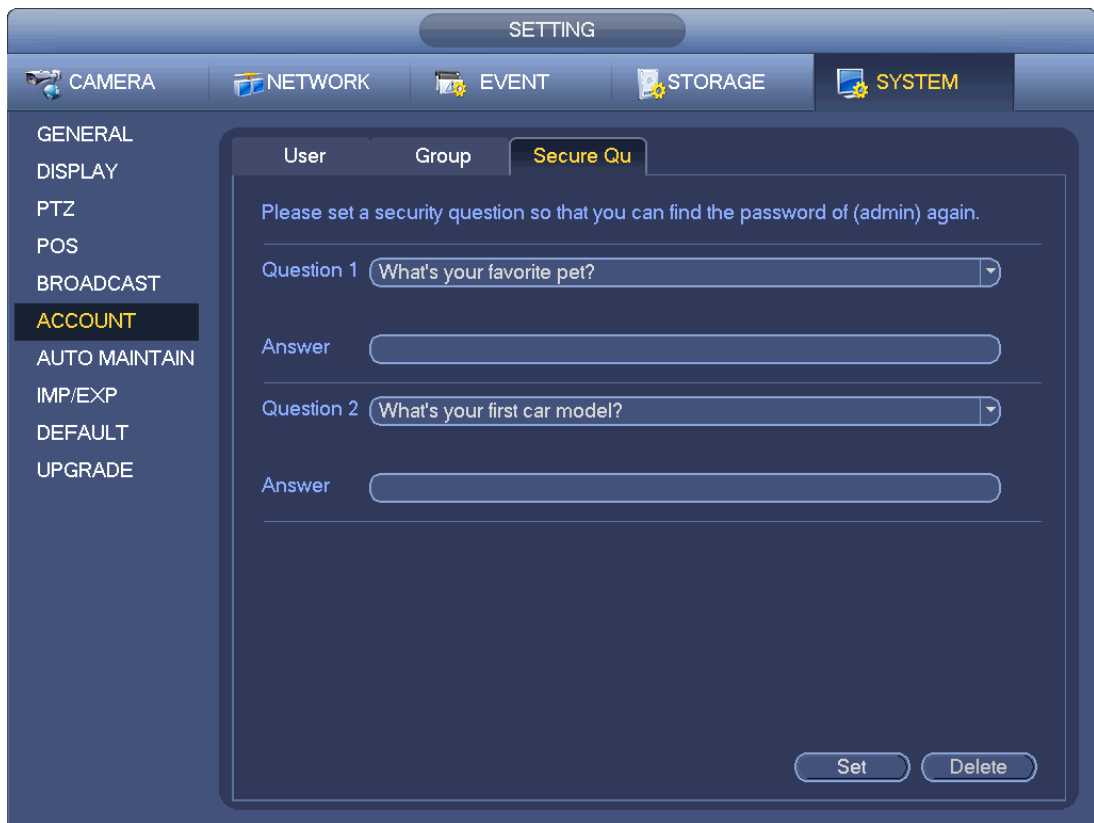 SETTING
CAMERA NETWORK EVENT STORAGE SYSTEM
GENERAL
DISPLAY
PTZ
POS
BROADCAST
ACCOUNT
AUTO MAINTAIN
IMP/EXP
DEFAULT
UPGRADE
User Group Secure Qu
Please set a security question so that you can find the password of (admin) again.
Question 1 What's your favorite pet?
Answer
Question 2 What's your first car model?
Answer
Set Delete